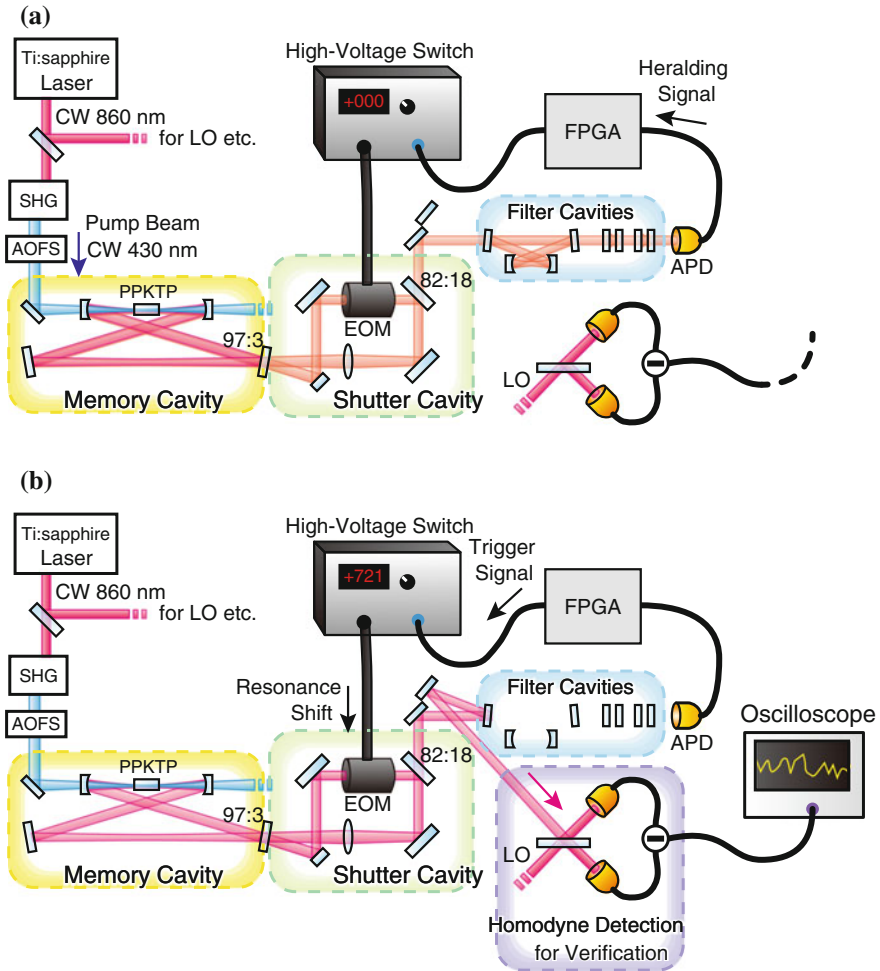 (a)
Ti:sapphire
Laser
CW 860 nm
for LO etc.
SHG
AOFS
Pump Beam
CW 430 nm
PPKTP
97:3
Memory Cavity
High-Voltage Switch
+000
EOM
82:18
Shutter Cavity
Heralding
Signal
FPGA
Filter Cavities
APD
LO
(b)
Ti:sapphire
Laser
CW 860 nm
for LO etc.
SHG
AOFS
PPKTP
97:3
Memory Cavity
High-Voltage Switch
+721
Resonance
Shift
EOM
82:18
Shutter Cavity
Trigger
Signal
FPGA
Filter Cavities
APD
Oscilloscope
LO
Homodyne Detection
for Verification